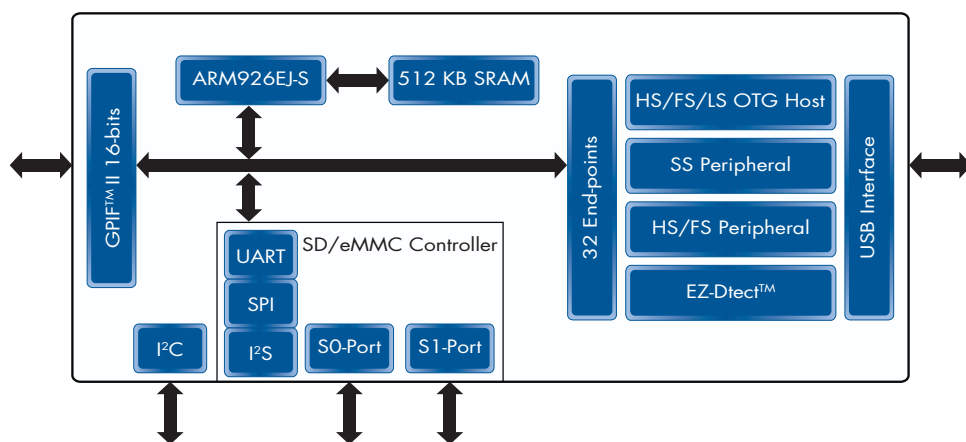 ARM926EJ-S
512 KB SRAM
GPIF™ II 16-bits
32 End-points
HS/FS/LS OTG Host
SS Peripheral
HS/FS Peripheral
EZ-Dtect™
USB Interface
SD/eMMC Controller
UART
SPI
I²S
I²C
S0-Port
S1-Port